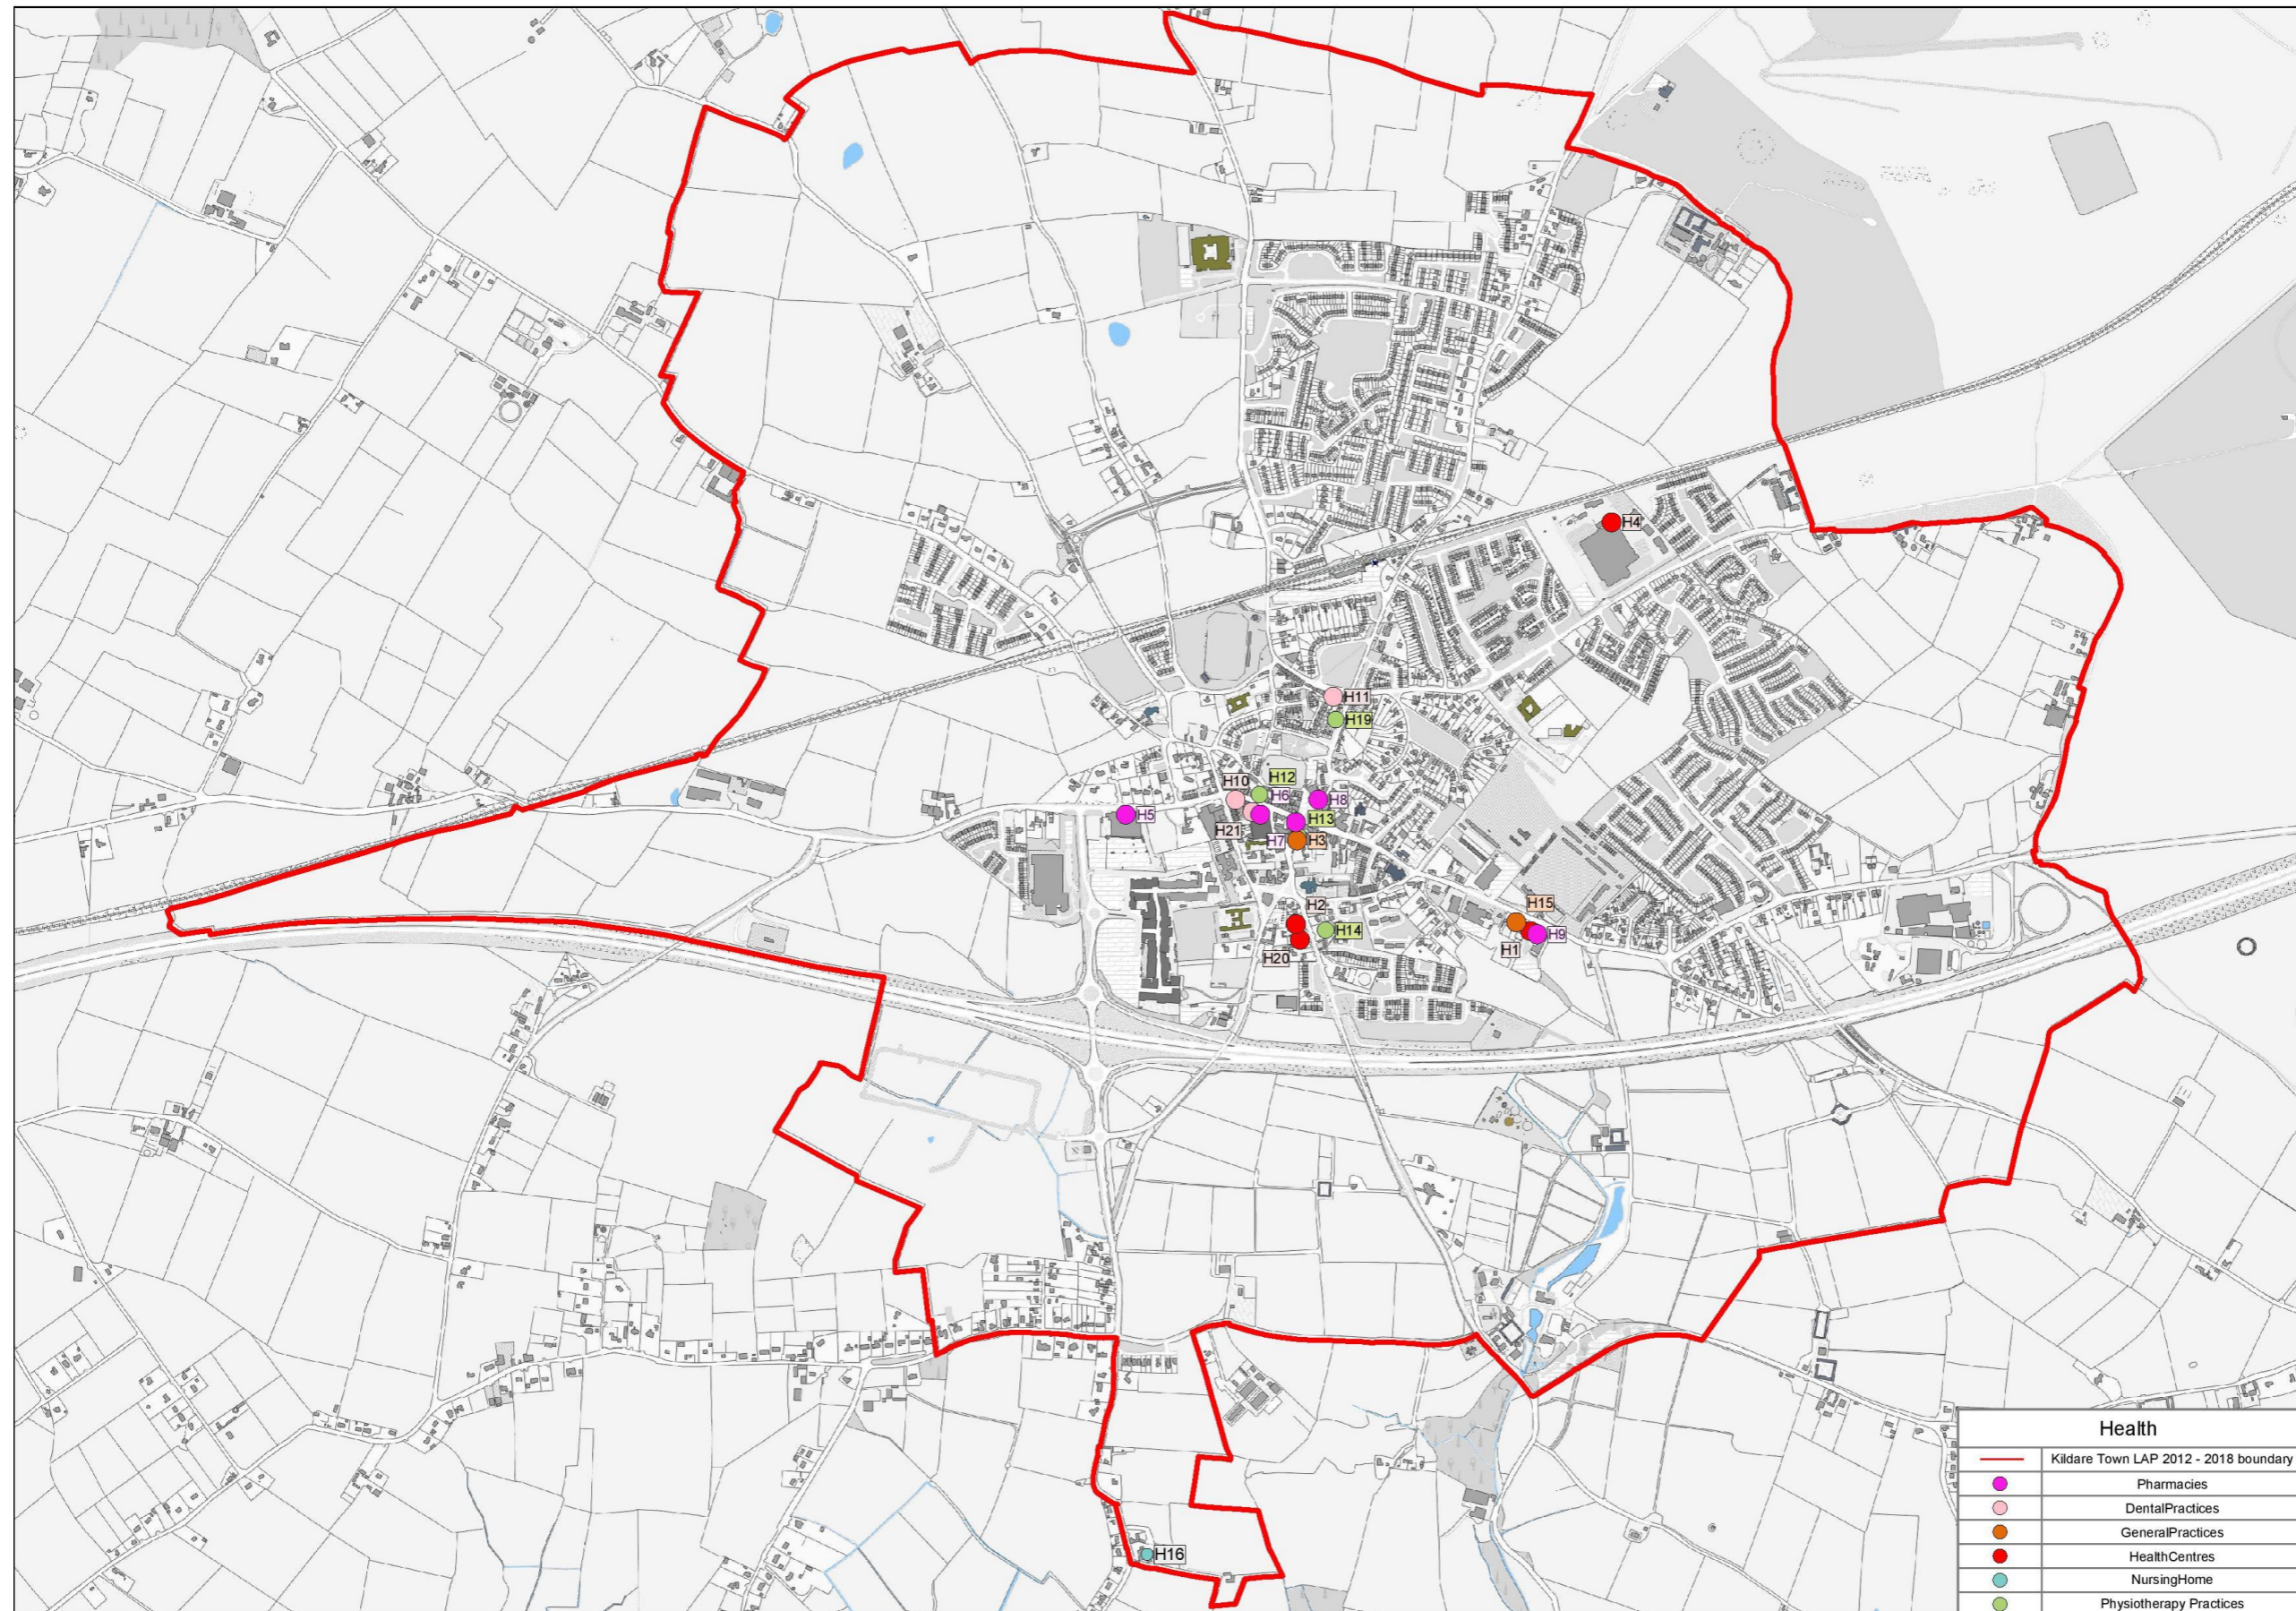 H4
H11
H19
H10
H12
H6
H8
H5
H13
H21
H7
H3
H2
H15
H14
H9
H1
H20
H16
Health
Kildare Town LAP 2012 - 2018 boundary
Pharmacies
DentalPractices
GeneralPractices
HealthCentres
NursingHome
Physiotherapy Practices